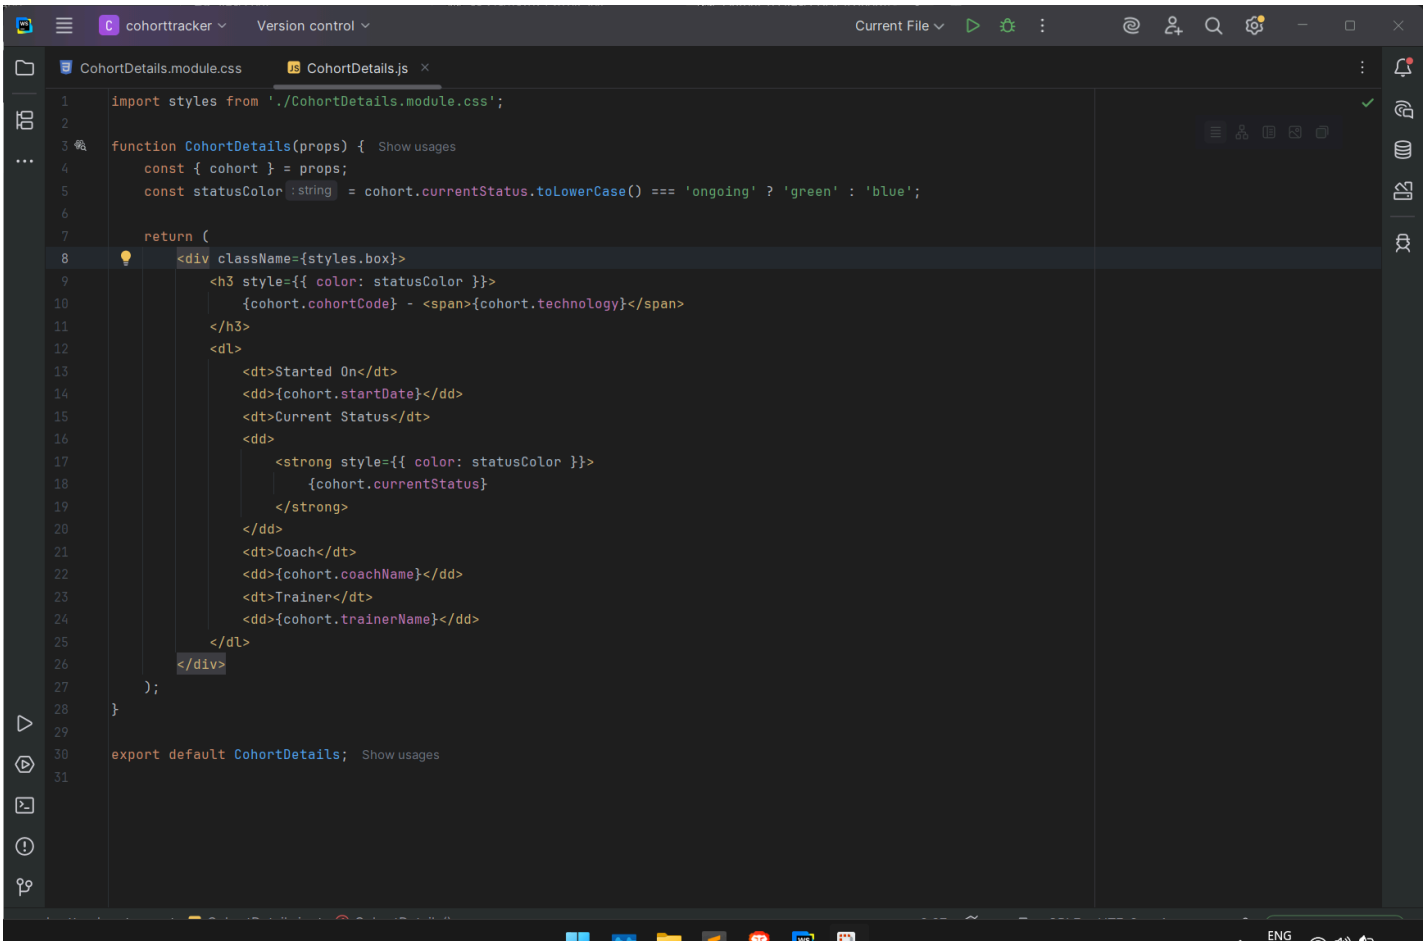 WS
C cohorttracker
Version control
Current File
CohortDetails.module.css
JS CohortDetails.js
1 import styles from './CohortDetails.module.css';
2
3 function CohortDetails(props) { Show usages
4 const { cohort } = props;
5 const statusColor : string = cohort.currentStatus.toLowerCase() === 'ongoing' ? 'green' : 'blue';
6
7 return (
8 <div className={styles.box}>
9 <h3 style={{ color: statusColor }}>
10 {cohort.cohortCode} - <span>{cohort.technology}</span>
11 </h3>
12 <dl>
13 <dt>Started On</dt>
14 <dd>{cohort.startDate}</dd>
15 <dt>Current Status</dt>
16 <dd>
17 <strong style={{ color: statusColor }}>
18 {cohort.currentStatus}
19 </strong>
20 </dd>
21 <dt>Coach</dt>
22 <dd>{cohort.coachName}</dd>
23 <dt>Trainer</dt>
24 <dd>{cohort.trainerName}</dd>
25 </dl>
26 </div>
27 );
28 }
29
30 export default CohortDetails; Show usages
31
WS
ENG